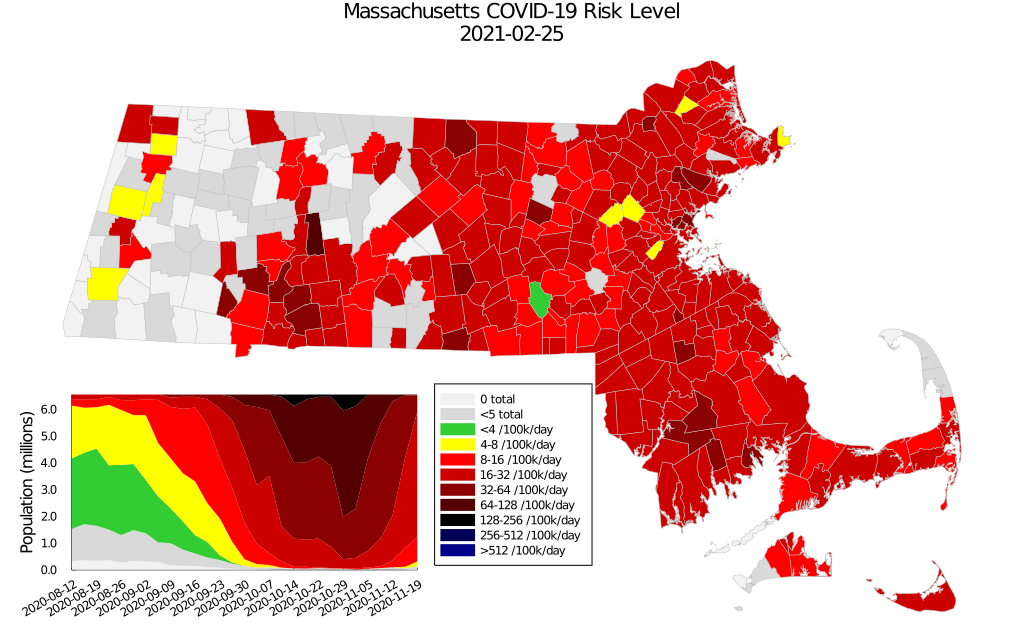 Massachusetts COVID-19 Risk Level
2021-02-25
Population (millions)
6.0
5.0
4.0
3.0
2.0
1.0
0.0
2020-08-12
2020-08-19
2020-08-26
2020-09-02
2020-09-09
2020-09-16
2020-09-23
2020-09-30
2020-10-07
2020-10-14
2020-10-22
2020-10-29
2020-11-05
2020-11-12
2020-11-19
0 total
<5 total
<4 /100k/day
4-8 /100k/day
8-16 /100k/day
16-32 /100k/day
32-64 /100k/day
64-128 /100k/day
128-256 /100k/day
256-512 /100k/day
>512 /100k/day